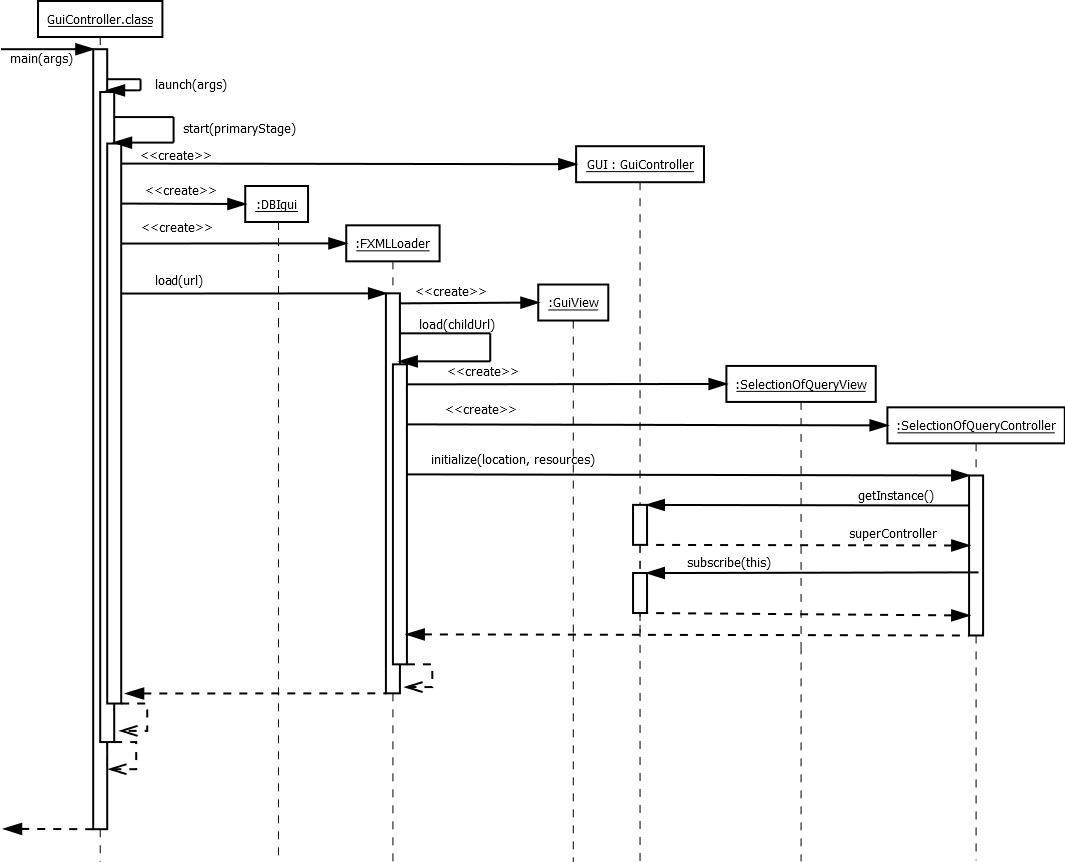 GuiController.class
main(args)
launch(args)
start(primaryStage)
<<create>>
GUI : GuiController
<<create>>
:DBIgui
<<create>>
:FXMLLoader
load(url)
<<create>>
:GuiView
load(childUrl)
<<create>>
:SelectionOfQueryView
<<create>>
:SelectionOfQueryController
initialize(location, resources)
getInstance()
superController
subscribe(this)